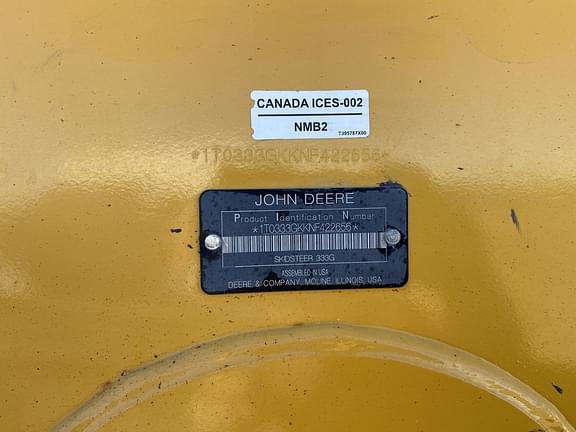 CANADA ICES-002
NMB2
TJ95787X00
*1T0333GKKNF422656*
JOHN DEERE
Product Identification Number
*1T0333GKKNF422656*
SKIDSTEER 333G
ASSEMBLED IN USA
DEERE & COMPANY, MOLINE, ILLINOIS, USA